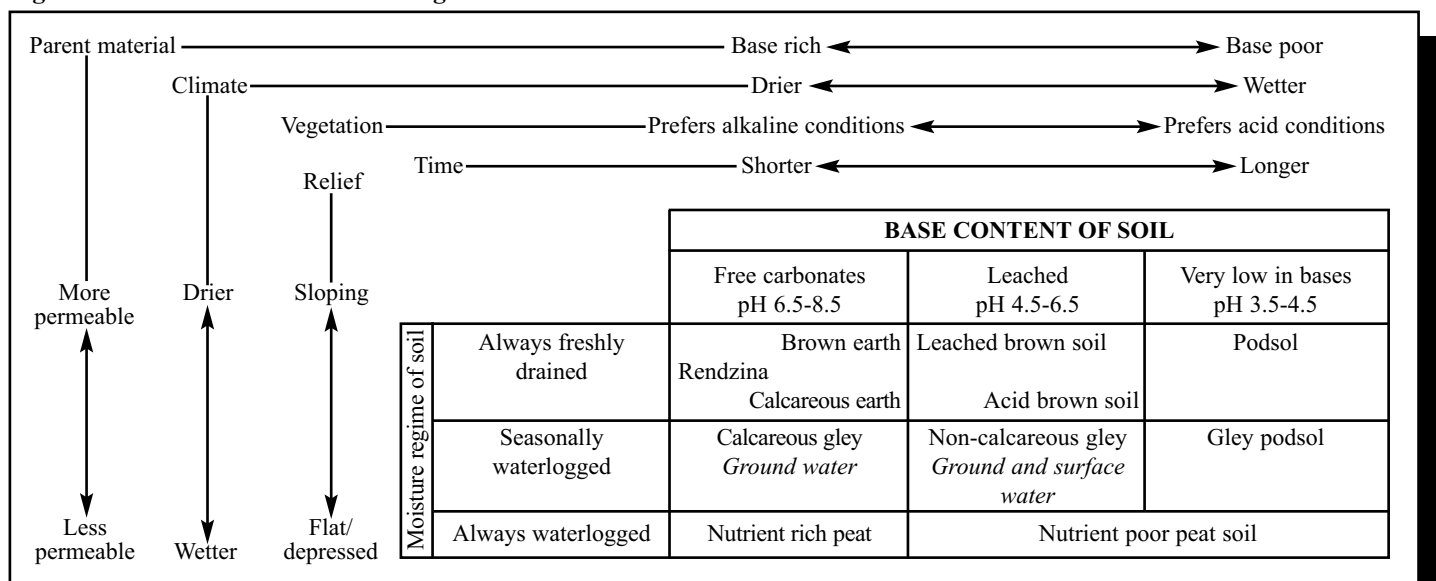 Parent material Base rich Base poor
Climate Drier Wetter
Vegetation Prefers alkaline conditions Prefers acid conditions
Time Shorter Longer
Relief
BASE CONTENT OF SOIL
More permeable
Drier
Sloping
Free carbonates
pH 6.5-8.5
Leached
pH 4.5-6.5
Very low in bases
pH 3.5-4.5
Moisture regime of soil
Always freshly
drained
Brown earth
Rendzina
Calcareous earth
Leached brown soil
Acid brown soil
Podsol
Seasonally
waterlogged
Calcareous gley
Ground water
Non-calcareous gley
Ground and surface
water
Gley podsol
Less
permeable
Wetter
Flat/
depressed
Always waterlogged
Nutrient rich peat
Nutrient poor peat soil